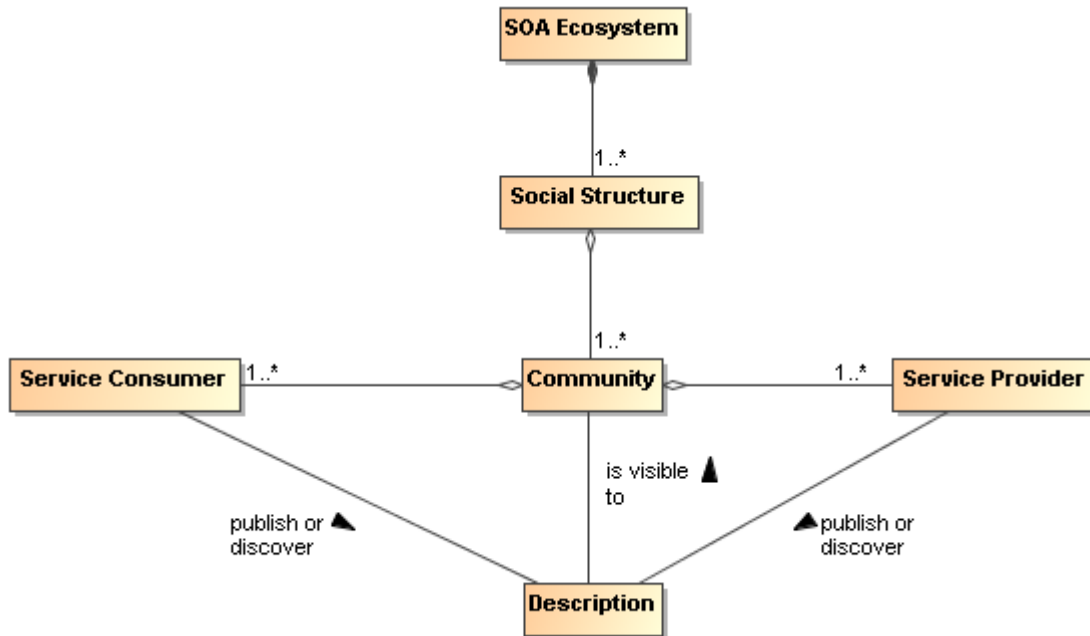 SOA Ecosystem
1..*
Social Structure
1..*
Service Consumer
1..*
Community
1..*
Service Provider
is visible
to
publish or
discover
publish or
discover
Description